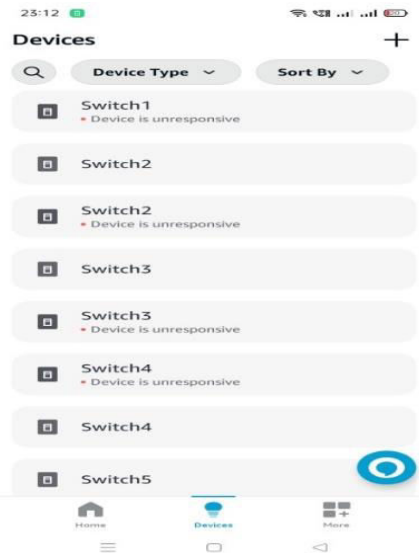 23:12
Devices
Device Type
Sort By
Switch1
• Device is unresponsive
Switch2
Switch2
• Device is unresponsive
Switch3
Switch3
• Device is unresponsive
Switch4
• Device is unresponsive
Switch4
Switch5
Home
Devices
More